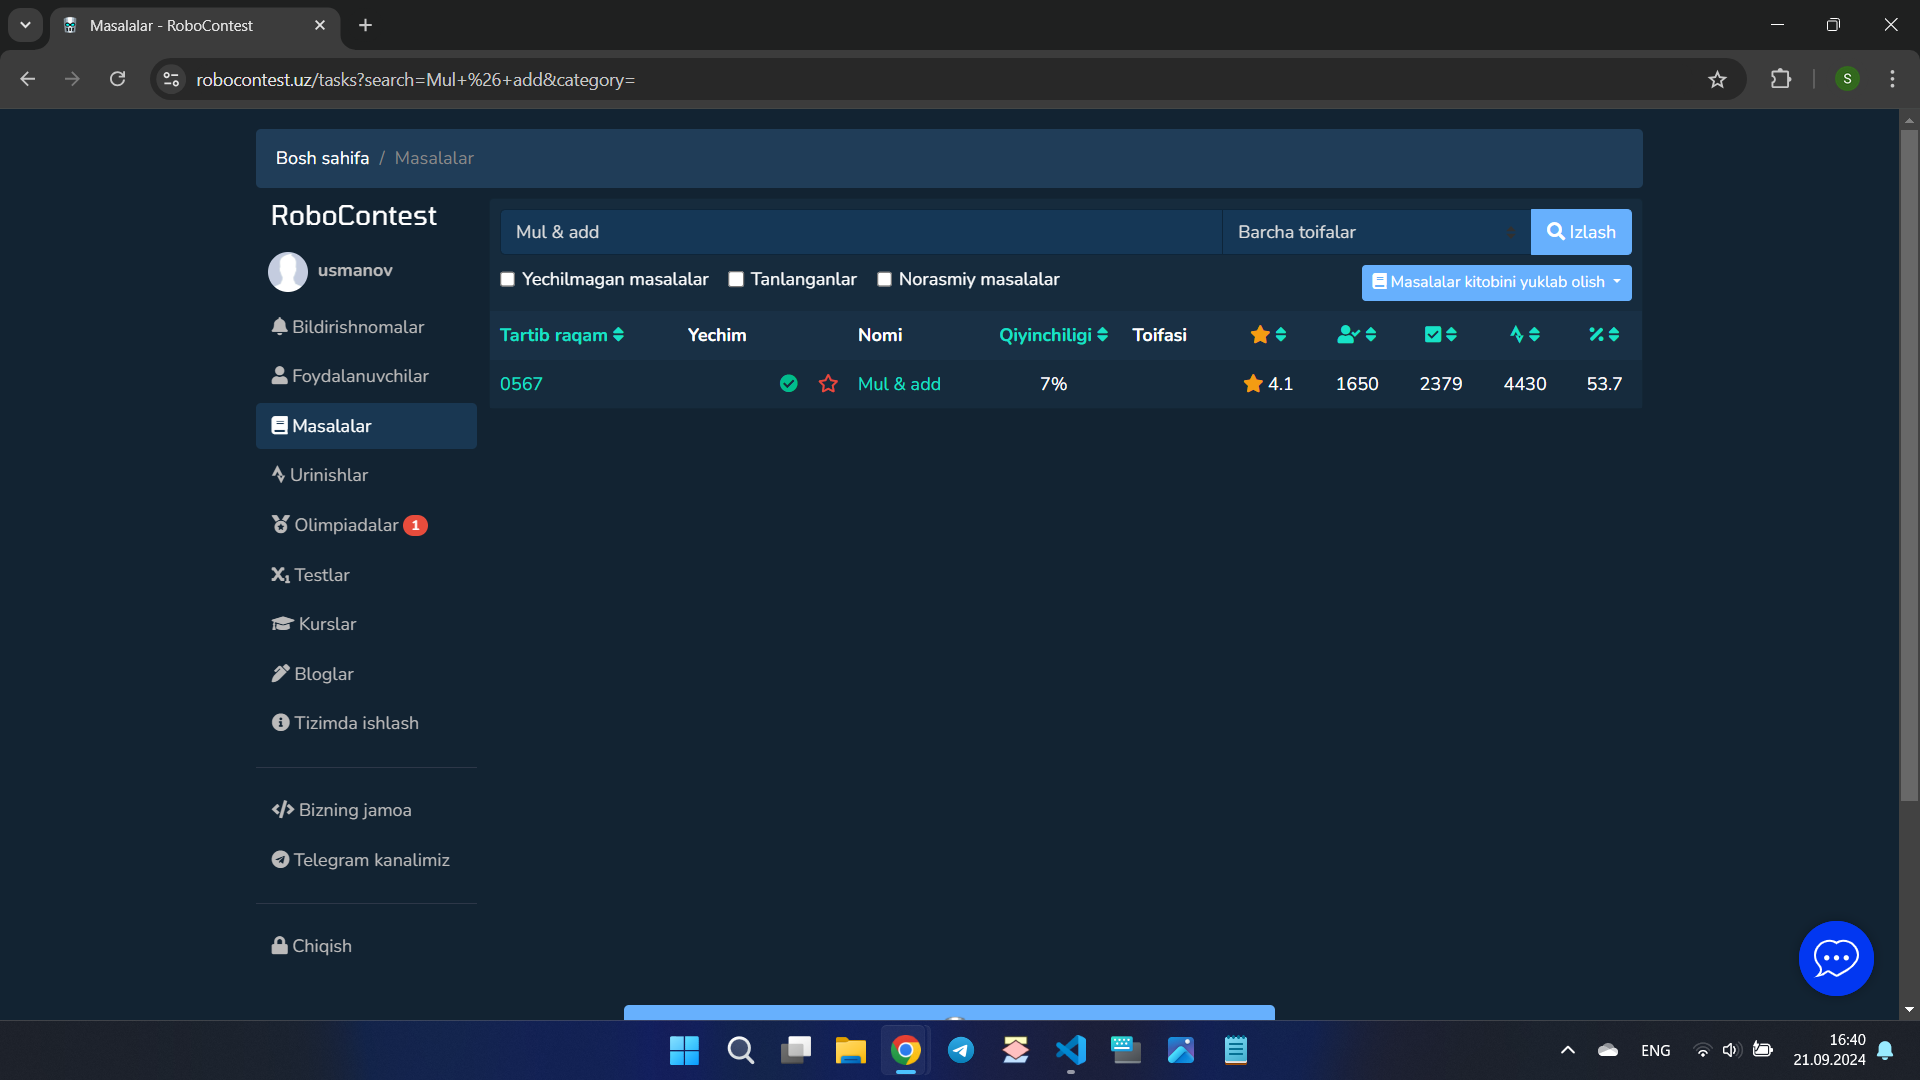 Masalalar - RoboContest
robocontest.uz/tasks?search=Mul+%26+add&category=
S
Bosh sahifa / Masalalar
RoboContest
usmanov
Bildirishnomalar
Foydalanuvchilar
Masalalar
Urinishlar
Olimpiadalar 1
Testlar
Kurslar
Bloglar
Tizimda ishlash
Bizning jamoa
Telegram kanalimiz
Chiqish
Mul & add Barcha toifalar Izlash
Yechilmagan masalalar Tanlanganlar Norasmiy masalalar Masalalar kitobini yuklab olish
Tartib raqam Yechim Nomi Qiyinchiligi Toifasi %
0567 Mul & add 7% 4.1 1650 2379 4430 53.7
ENG 16:40
21.09.2024